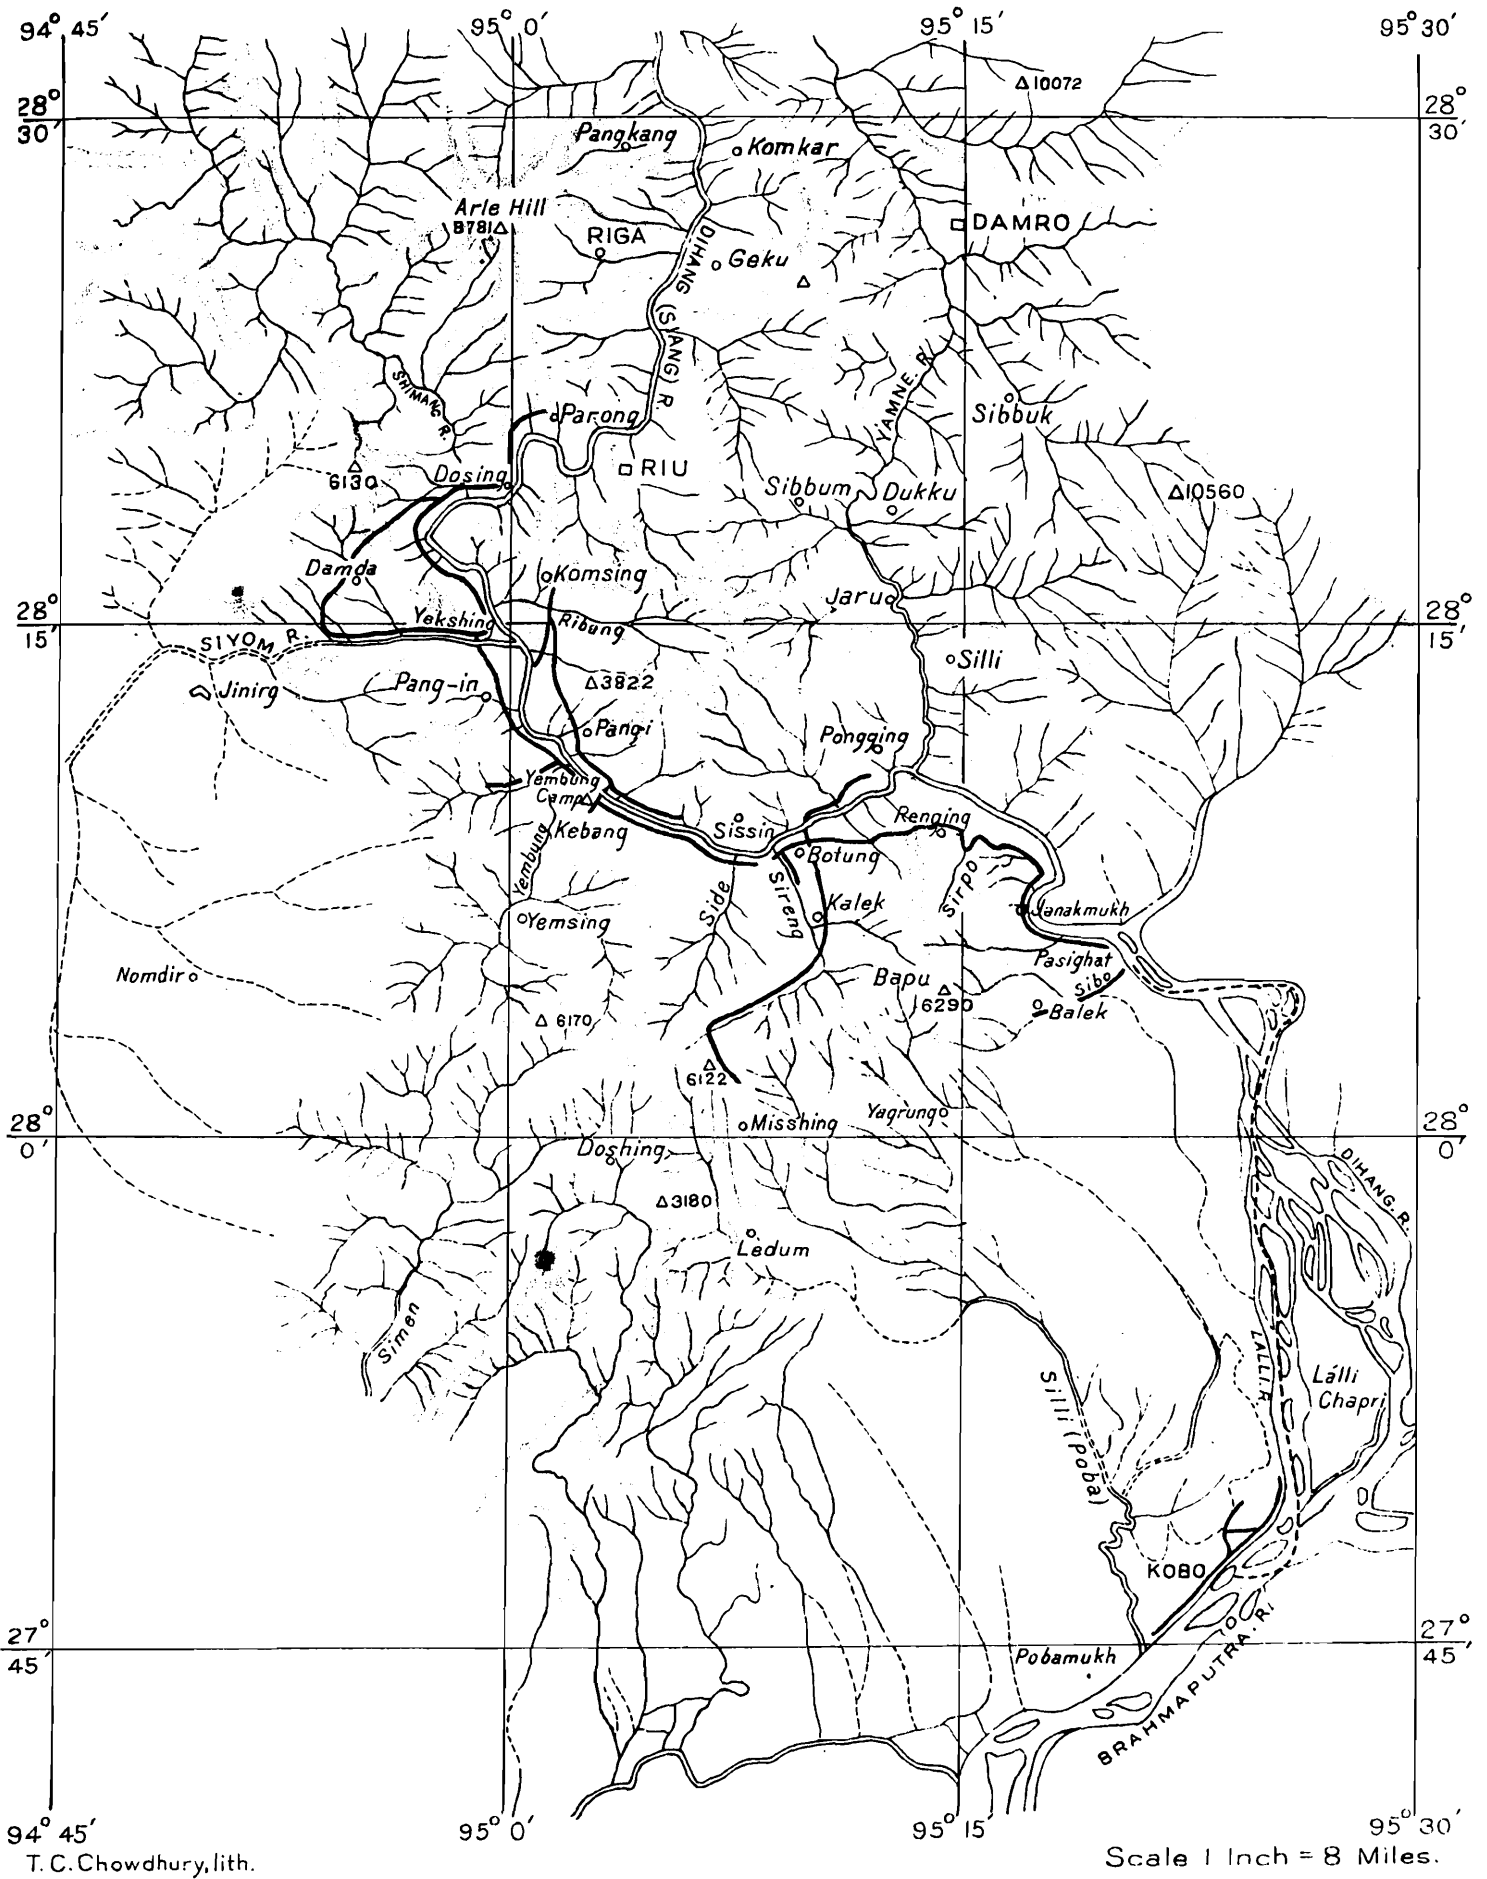 94° 45′
95° 0′
95° 15′
95° 30′
28° 30′
28° 30′
△10072
Pangkang
Komkar
Arle Hill
8781△
RIGA
DAMRO
Geku
DIHANG (SIANG) R.
SHIMANG R.
YAMNE. R.
Parong
Sibbuk
6130
Dosing
RIU
Sibbum
Dukku
△10560
Damda
Komsing
Jaru
28° 15′
28° 15′
Yekshing
Ribung
SIYOM R.
Silli
Jinirg
Pang-in
△3822
Pangi
Pongging
Yembung
Camp
Kebang
Sissin
Renging
Botung
Yembung
Side
Sireng
Sirpo
Kalek
Janakmukh
Yemsing
Pasighat
Nomdir
Bapu
Sibo
6290
Balek
△ 6170
6122
Misshing
Yagrung
28° 0′
28° 0′
Doshing
DIHANG. R.
△3180
Ledum
Simen
LALLI. R.
Lálli
Chapri
Silli (Poba)
KOBO
27° 45′
27° 45′
Pobamukh
BRAHMAPUTRA. R.
94° 45′
95° 0′
95° 15′
95° 30′
T. C. Chowdhury, lith.
Scale 1 Inch = 8 Miles.